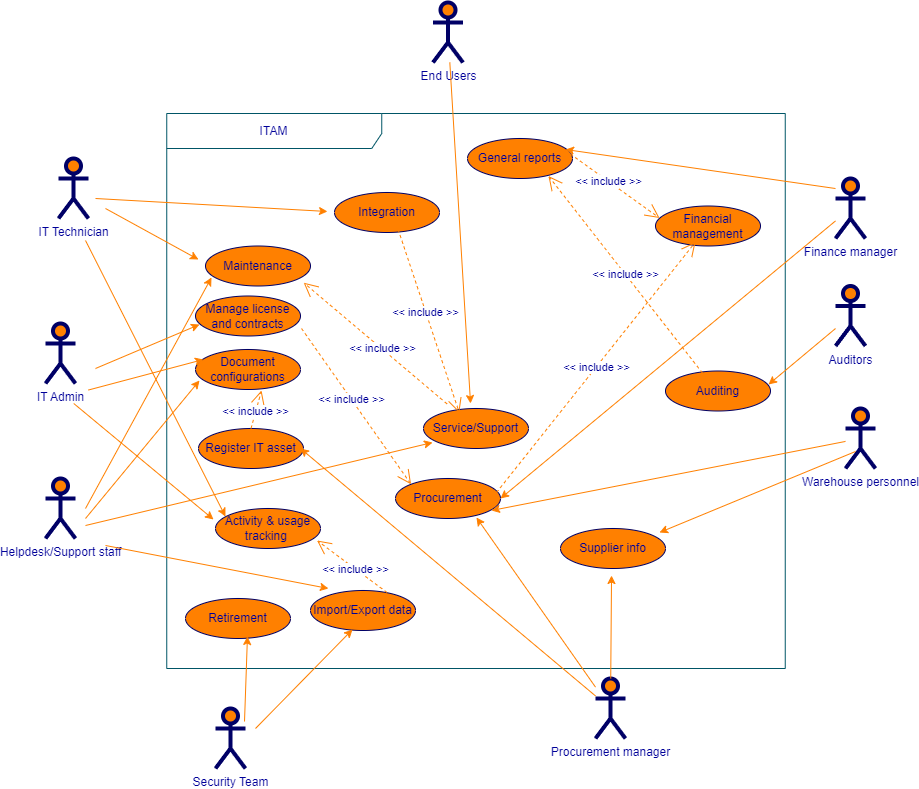 End Users
ITAM
General reports
<< include >>
IT Technician
Integration
Financial
management
Finance manager
Maintenance
<< include >>
Manage license
and contracts
<< include >>
<< include >>
Auditors
Document
configurations
<< include >>
IT Admin
<< include >>
Auditing
<< include >>
Service/Support
Register IT asset
Warehouse personnel
Procurement
Activity & usage
tracking
Supplier info
Helpdesk/Support staff
<< include >>
Import/Export data
Retirement
Procurement manager
Security Team